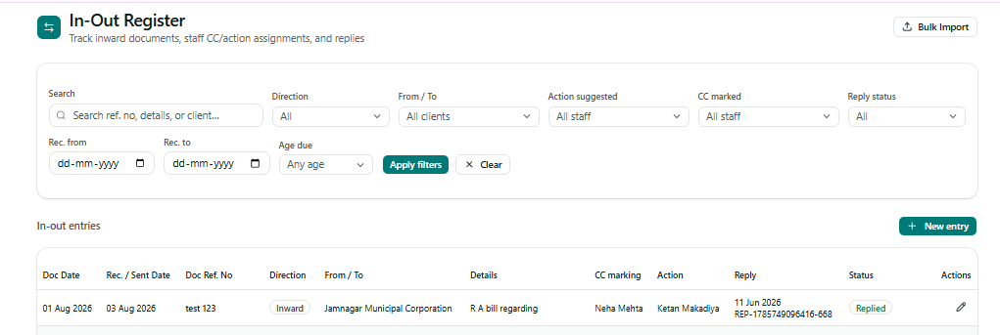 In-Out Register
Track inward documents, staff CC/action assignments, and replies
Bulk Import
Search
Direction
From / To
Action suggested
CC marked
Reply status
Search ref. no, details, or client...
All
All clients
All staff
All staff
All
Rec. from
Rec. to
Age due
dd-mm-yyyy
dd-mm-yyyy
Any age
Apply filters
Clear
In-out entries
New entry
Doc Date Rec. / Sent Date Doc Ref. No Direction From / To Details CC marking Action Reply Status Actions
01 Aug 2026 03 Aug 2026 test 123 Inward Jamnagar Municipal Corporation R A bill regarding Neha Mehta Ketan Makadiya 11 Jun 2026 Replied
REP-1785749096416-668